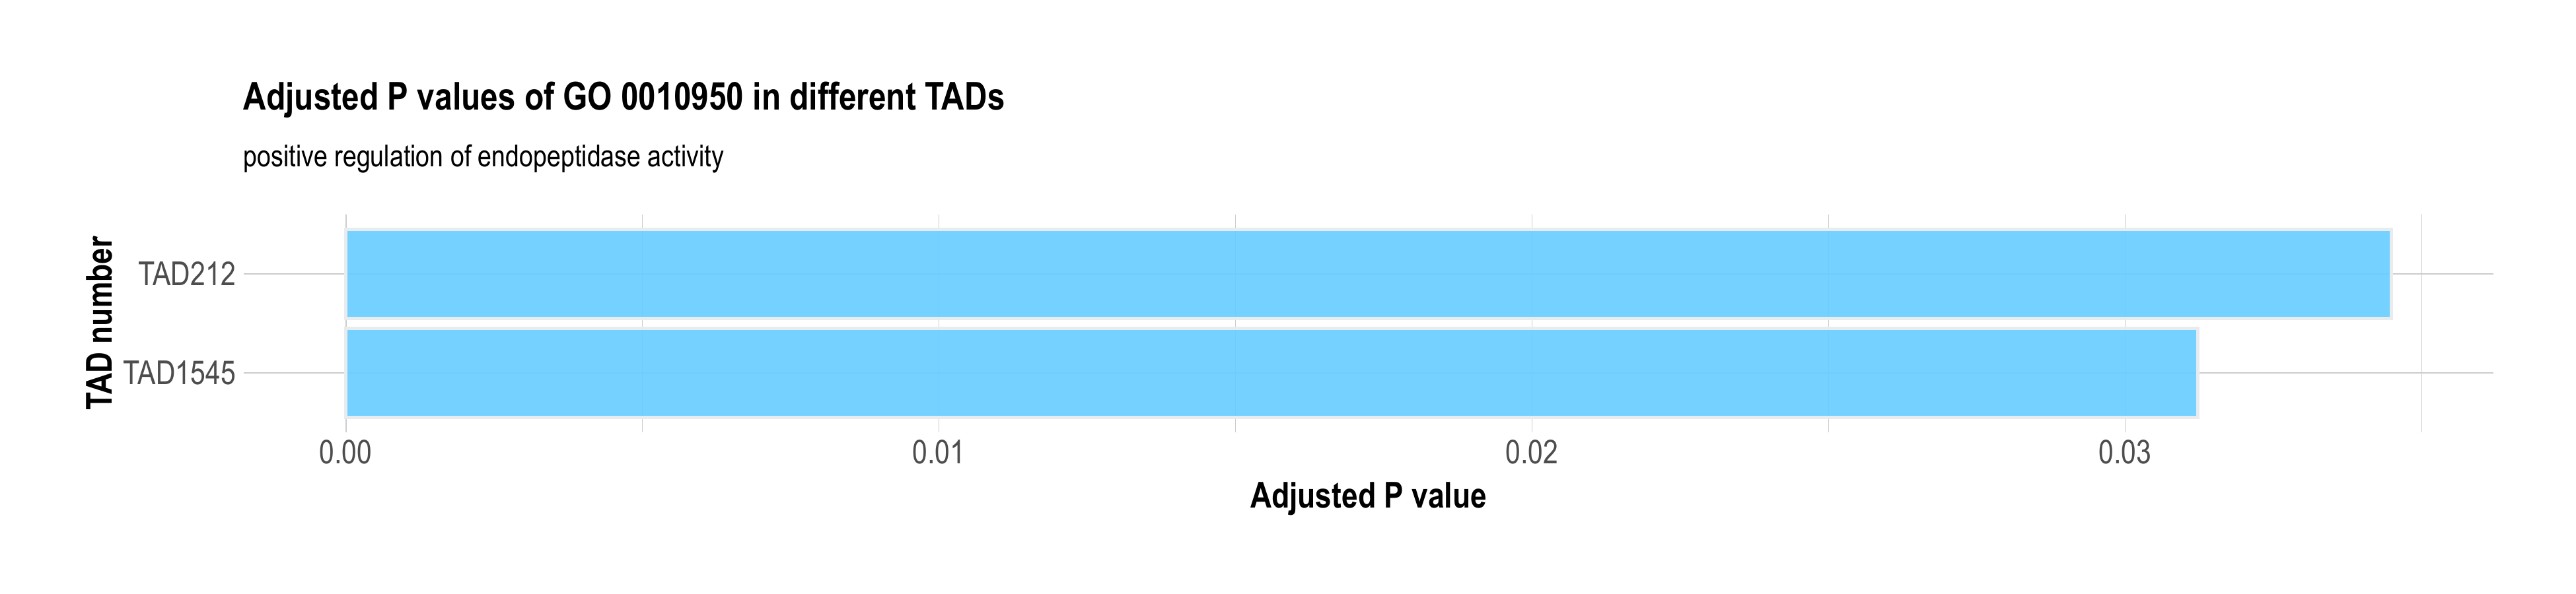 Adjusted P values of GO 0010950 in different TADs
positive regulation of endopeptidase activity
TAD number
TAD212
TAD1545
0.00 0.01 0.02 0.03
Adjusted P value